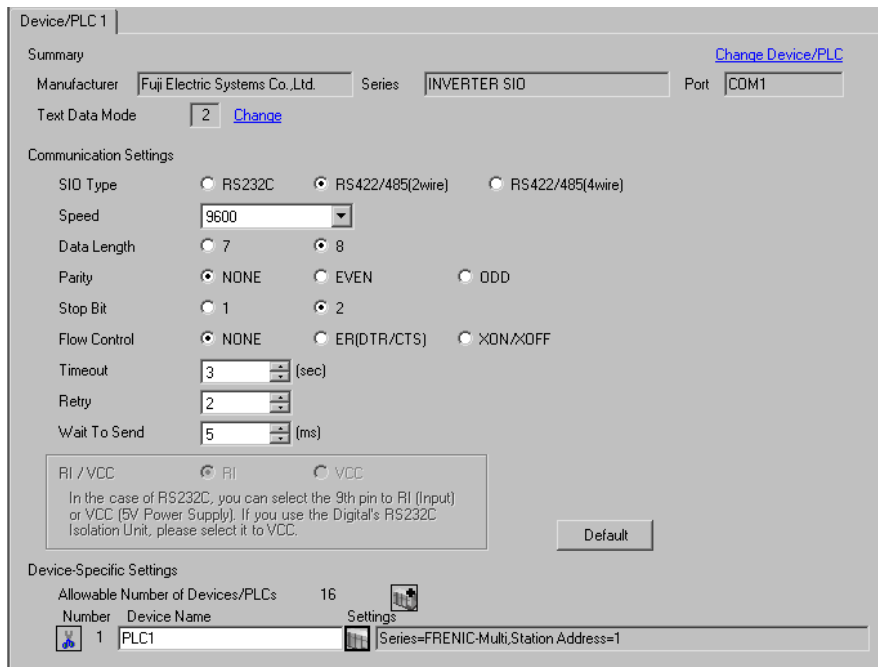 Device/PLC 1
Summary Change Device/PLC
Manufacturer Fuji Electric Systems Co.,Ltd. Series INVERTER SIO Port COM1
Text Data Mode 2 Change
Communication Settings
SIO Type RS232C RS422/485(2wire) RS422/485(4wire)
Speed 9600
Data Length 7 8
Parity NONE EVEN ODD
Stop Bit 1 2
Flow Control NONE ER(DTR/CTS) XON/XOFF
Timeout 3 (sec)
Retry 2
Wait To Send 5 (ms)
RI / VCC RI VCC
In the case of RS232C, you can select the 9th pin to RI (Input)
or VCC (5V Power Supply). If you use the Digital's RS232C
Isolation Unit, please select it to VCC.
Default
Device-Specific Settings
Allowable Number of Devices/PLCs 16
Number Device Name Settings
1 PLC1 Series=FRENIC-Multi,Station Address=1